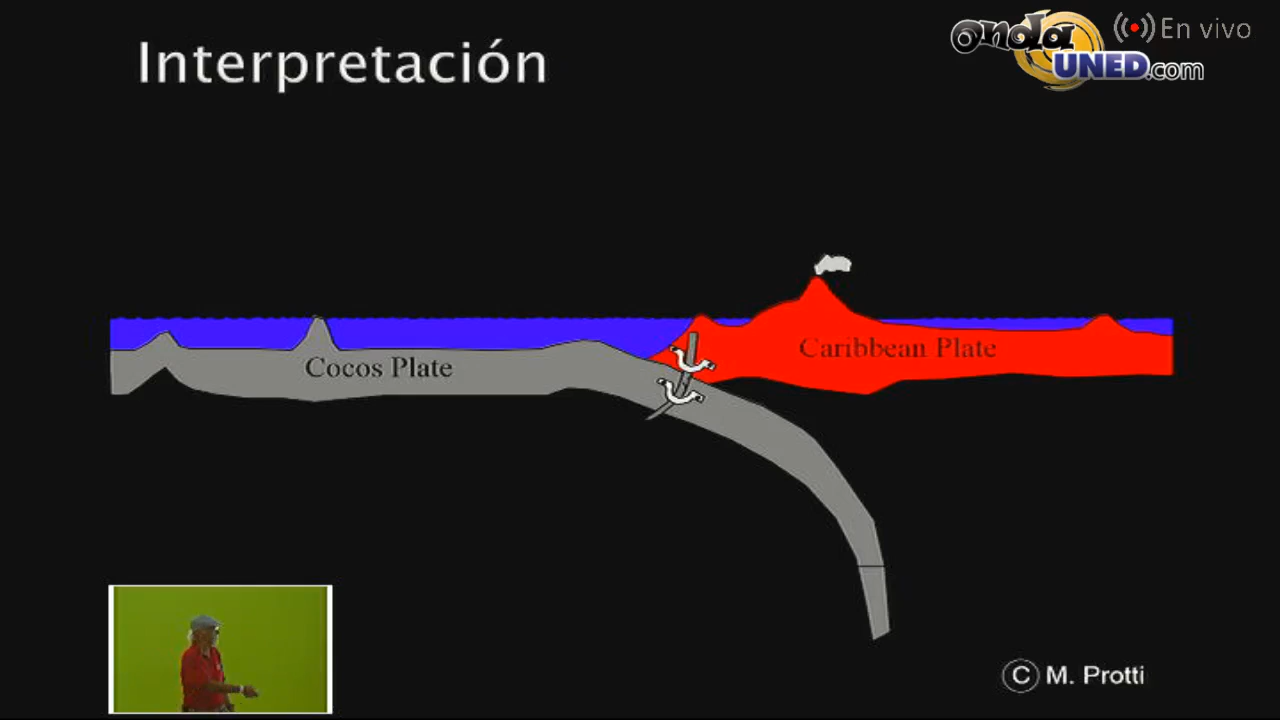 Interpretación
onda
UNED.com
En vivo
Cocos Plate
Caribbean Plate
C M. Protti